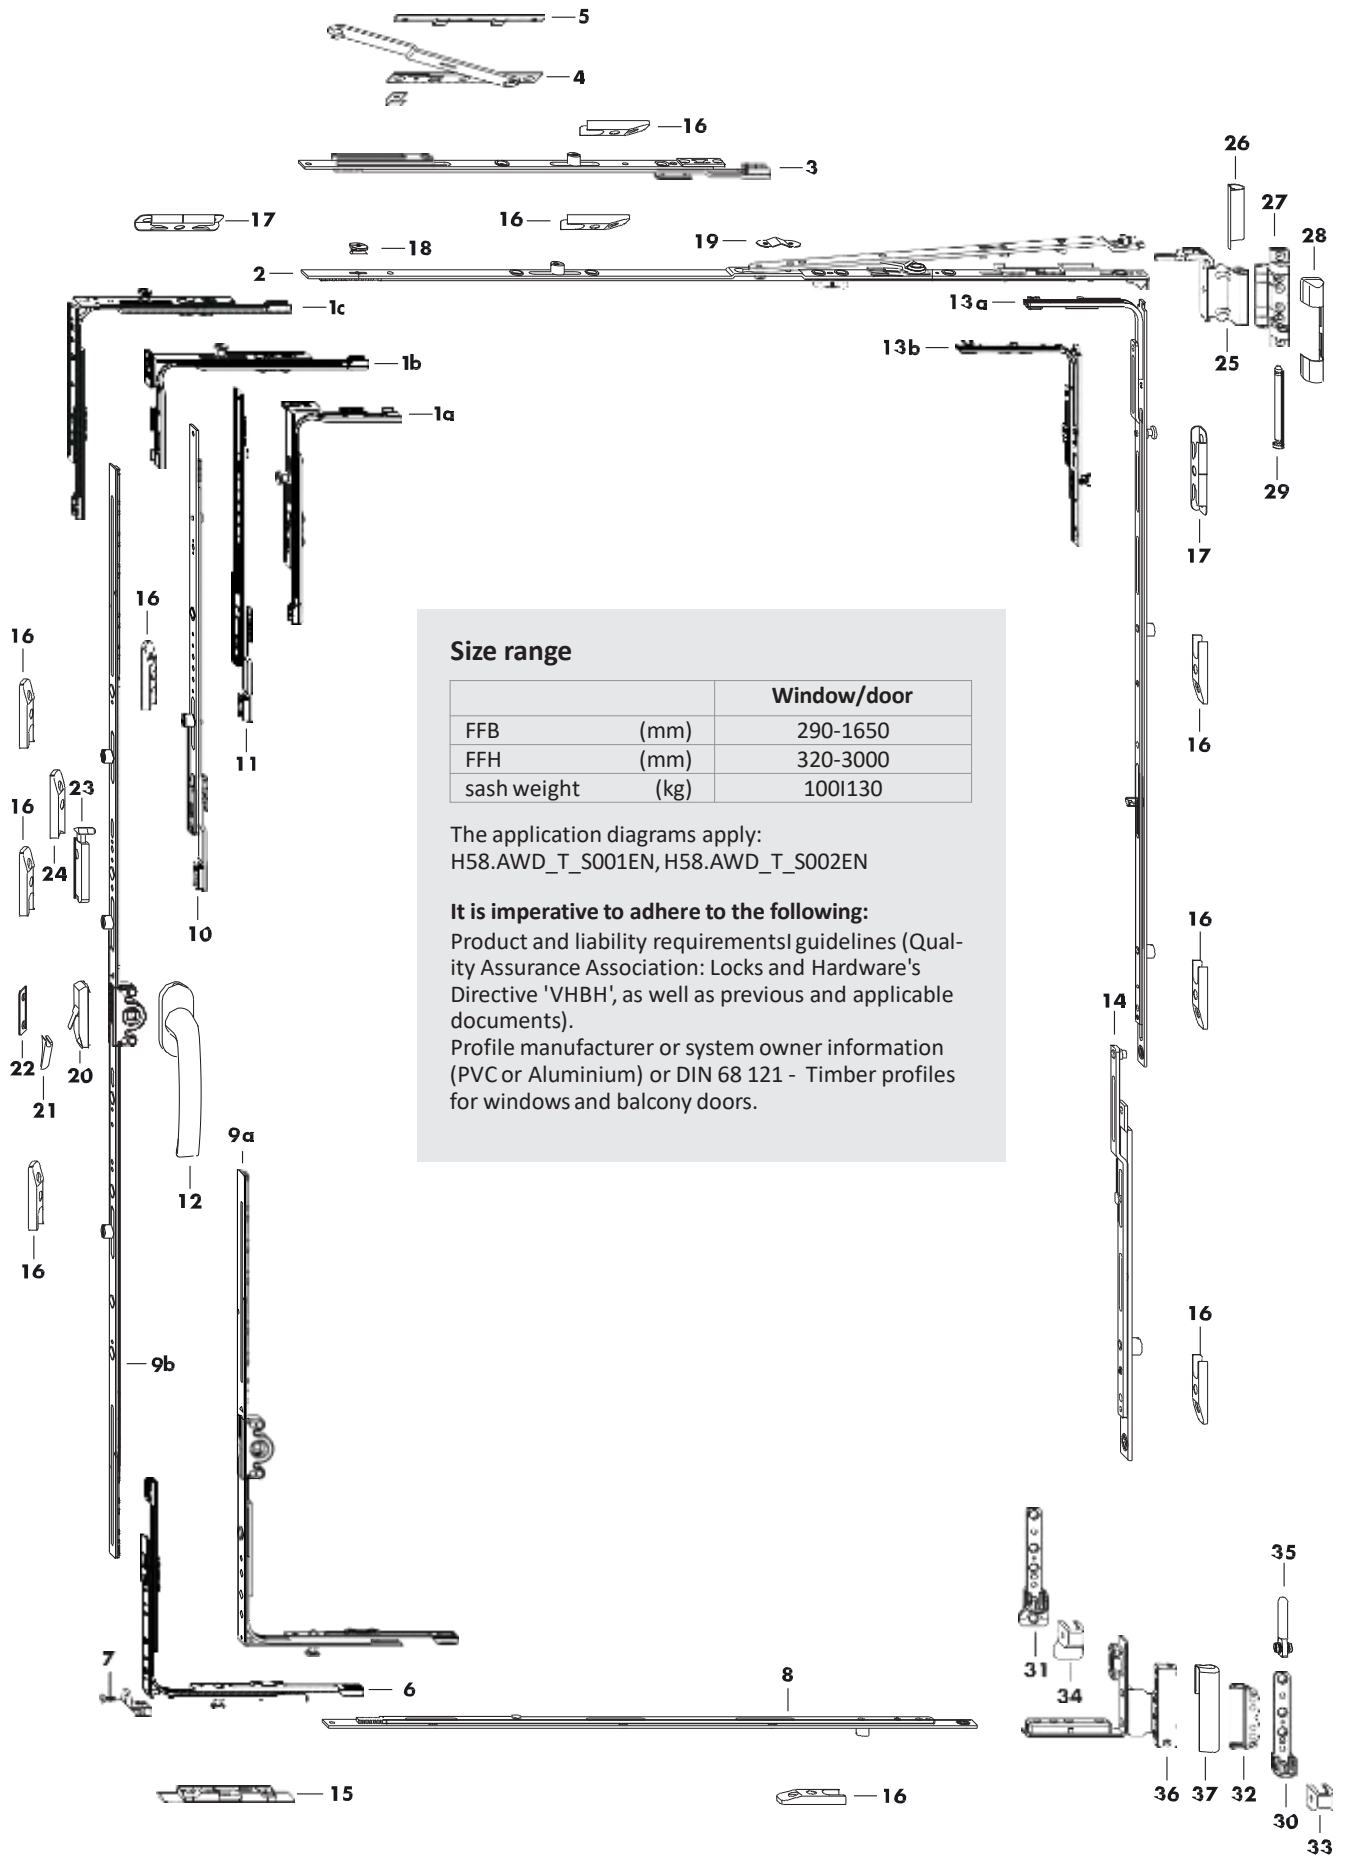 5
4
16
3
26
27
28
17
16
18
19
2
1c
13a
1b
13b
25
1a
29
17
16
16
Size range
Window/door
FFB (mm) 290-1650
FFH (mm) 320-3000
sash weight (kg) 100I130
The application diagrams apply:
H58.AWD_T_S001EN, H58.AWD_T_S002EN
It is imperative to adhere to the following:
Product and liability requirementsI guidelines (Qual-
ity Assurance Association: Locks and Hardware's
Directive 'VHBH', as well as previous and applicable
documents).
Profile manufacturer or system owner information
(PVC or Aluminium) or DIN 68 121 - Timber profiles
for windows and balcony doors.
16
11
23
16
24
10
16
14
22
20
21
9a
12
16
16
9b
35
7
31
8
6
34
15
16
36
37
32
30
33